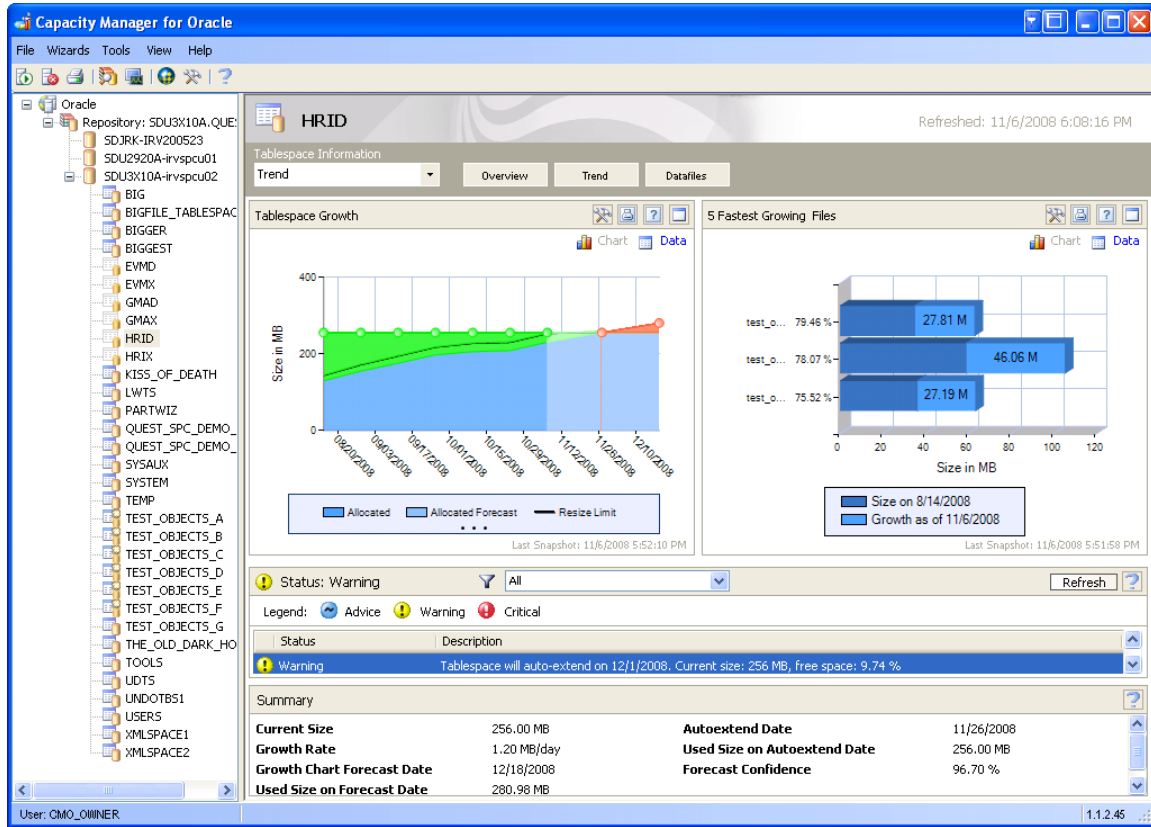 Capacity Manager for Oracle
File Wizards Tools View Help
Oracle
Repository: SDU3X10A.QUE:
SDJRK-IRV200523
SDU2920A-irvspcu01
SDU3X10A-irvspcu02
BIG
BIGFILE_TABLESPAC
BIGGER
BIGGEST
EVMD
EVMX
GMAD
GMAX
HRID
HRIX
KISS_OF_DEATH
LWTS
PARTWIZ
QUEST_SPC_DEMO_
QUEST_SPC_DEMO_
SYSAUX
SYSTEM
TEMP
TEST_OBJECTS_A
TEST_OBJECTS_B
TEST_OBJECTS_C
TEST_OBJECTS_D
TEST_OBJECTS_E
TEST_OBJECTS_F
TEST_OBJECTS_G
THE_OLD_DARK_HO
TOOLS
UDTS
UNDOTBS1
USERS
XMLSPACE1
XMLSPACE2
HRID
Refreshed: 11/6/2008 6:08:16 PM
Tablespace Information
Trend Overview Trend Datafiles
Tablespace Growth
Chart Data
400
200
0
Size in MB
08/20/2008 09/03/2008 09/17/2008 10/01/2008 10/15/2008 10/29/2008 11/12/2008 11/26/2008 12/10/2008
Allocated Allocated Forecast Resize Limit
Last Snapshot: 11/6/2008 5:52:10 PM
5 Fastest Growing Files
Chart Data
test_o... 79.46 % 27.81 M
test_o... 78.07 % 46.06 M
test_o... 75.52 % 27.19 M
0 20 40 60 80 100 120
Size in MB
Size on 8/14/2008
Growth as of 11/6/2008
Last Snapshot: 11/6/2008 5:51:58 PM
Status: Warning All Refresh
Legend: Advice Warning Critical
Status Description
Warning Tablespace will auto-extend on 12/1/2008. Current size: 256 MB, free space: 9.74 %
Summary
Current Size 256.00 MB Autoextend Date 11/26/2008
Growth Rate 1.20 MB/day Used Size on Autoextend Date 256.00 MB
Growth Chart Forecast Date 12/18/2008 Forecast Confidence 96.70 %
Used Size on Forecast Date 280.98 MB
User: CMO_OWNER 1.1.2.45